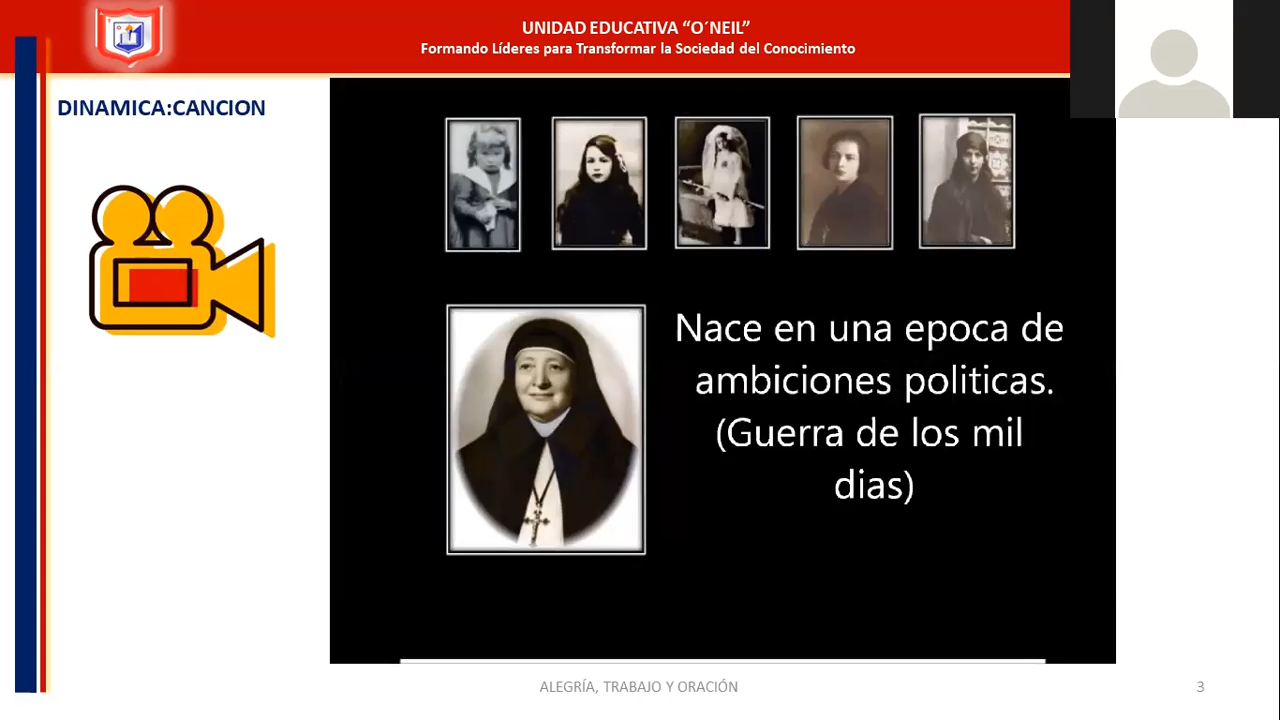 UNIDAD EDUCATIVA “O´NEIL”
Formando Líderes para Transformar la Sociedad del Conocimiento
DINAMICA:CANCION
Nace en una epoca de
ambiciones politicas.
(Guerra de los mil
dias)
ALEGRÍA, TRABAJO Y ORACIÓN
3